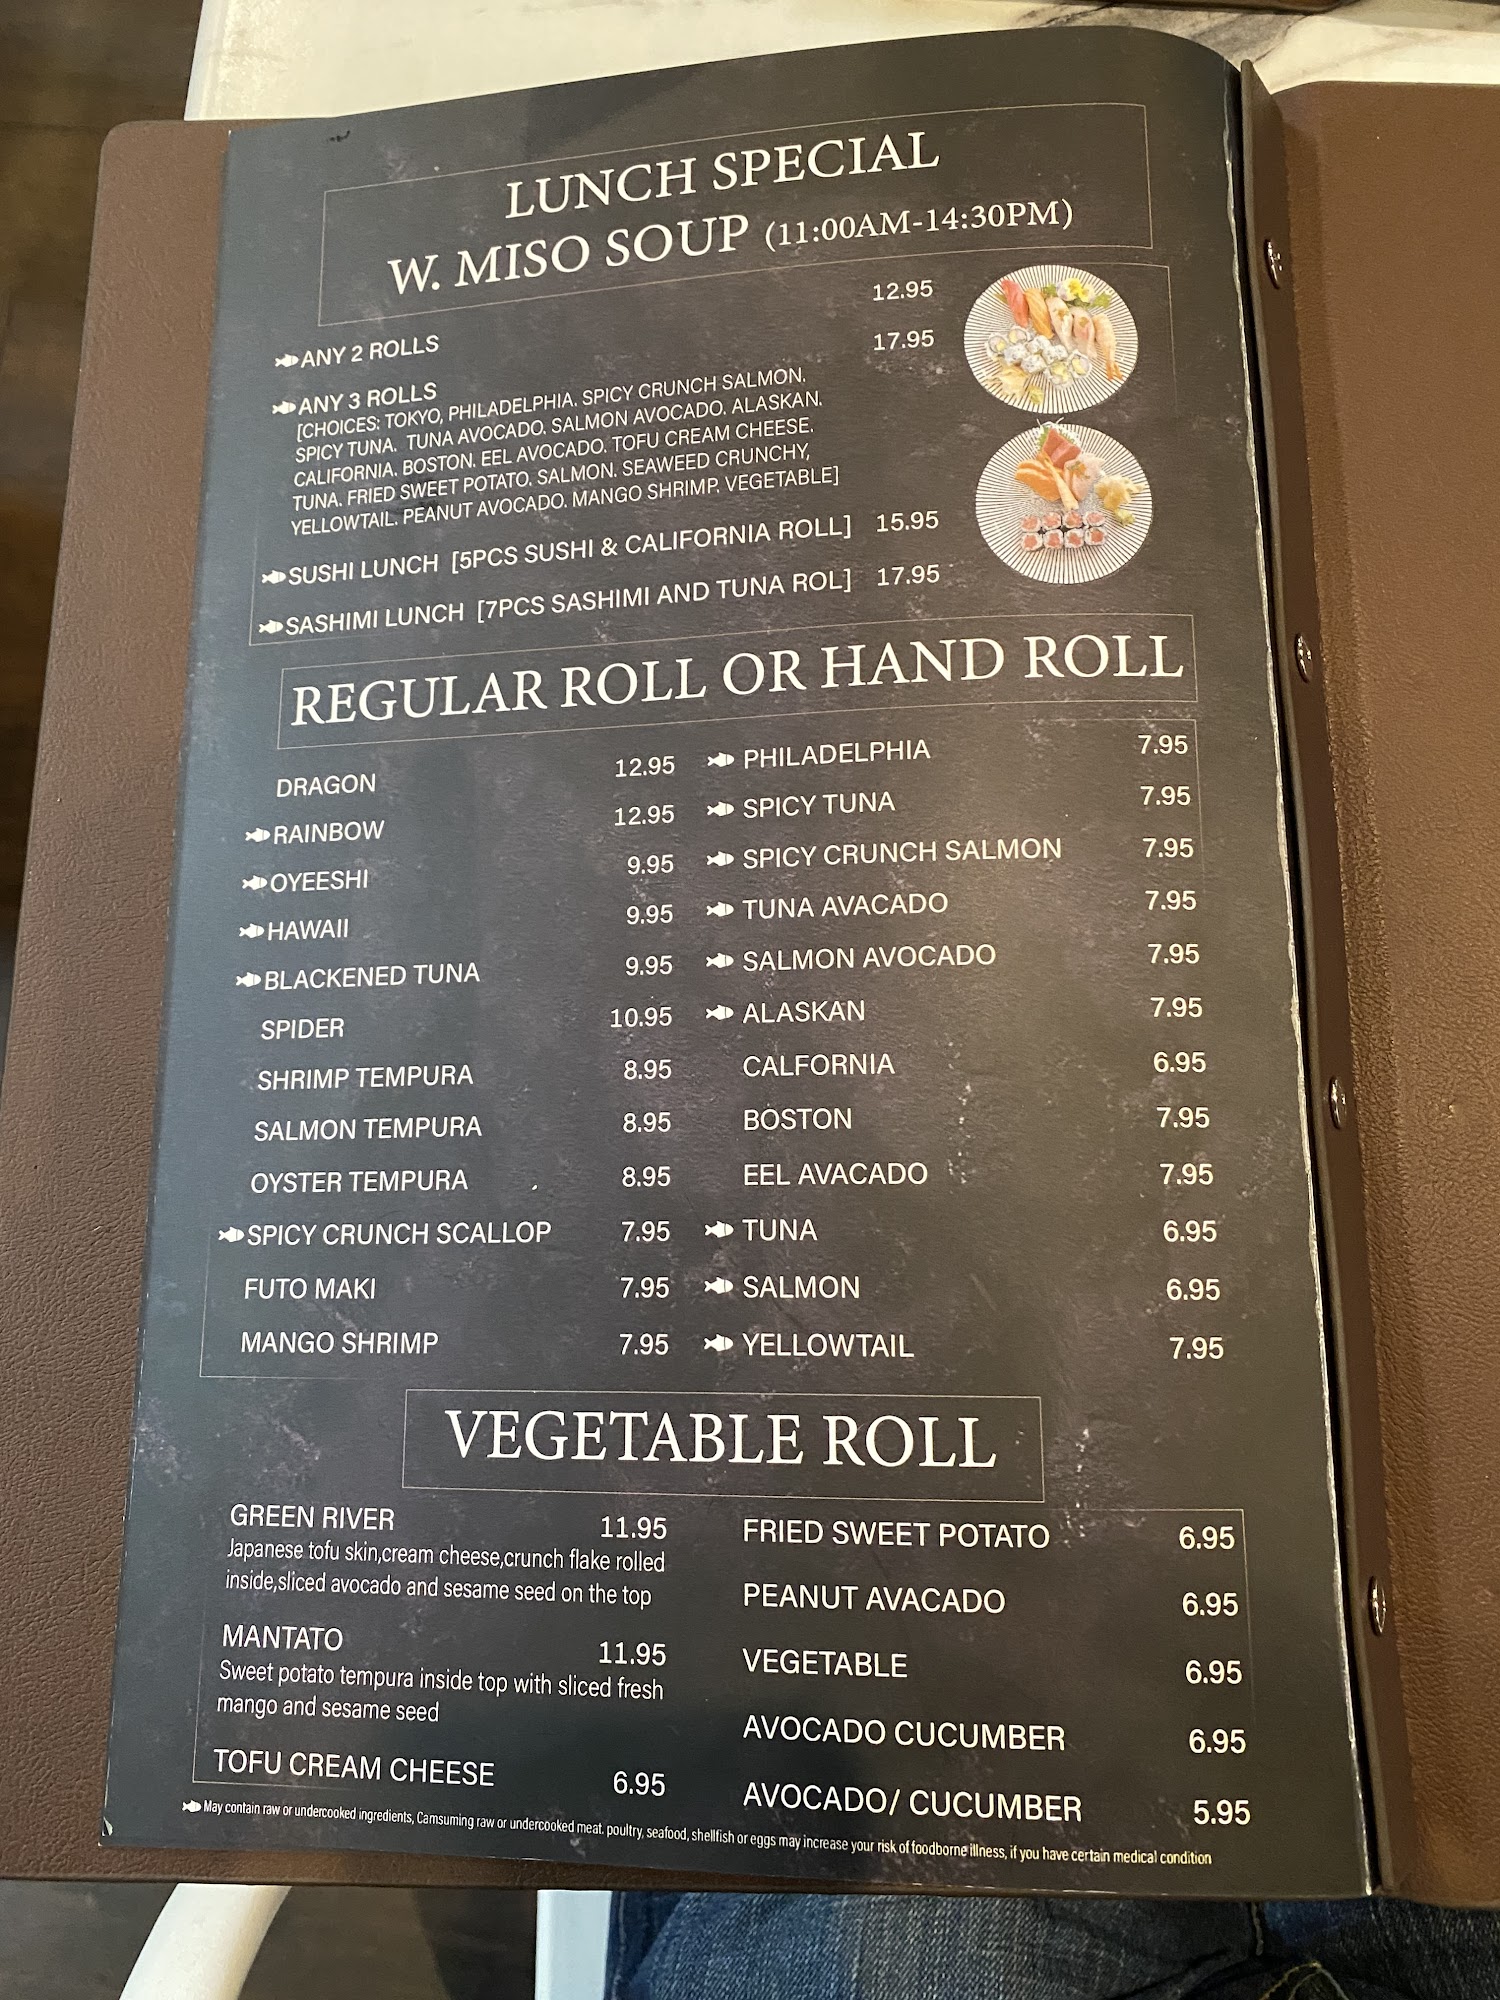 LUNCH SPECIAL
W. MISO SOUP (11:00AM-14:30PM)
ANY 2 ROLLS 12.95
ANY 3 ROLLS 17.95
[CHOICES: TOKYO, PHILADELPHIA. SPICY CRUNCH SALMON.
SPICY TUNA. TUNA AVOCADO. SALMON AVOCADO. ALASKAN.
CALIFORNIA. BOSTON. EEL AVOCADO. TOFU CREAM CHEESE.
TUNA. FRIED SWEET POTATO. SALMON. SEAWEED CRUNCHY,
YELLOWTAIL. PEANUT AVOCADO. MANGO SHRIMP. VEGETABLE]
SUSHI LUNCH [5PCS SUSHI & CALIFORNIA ROLL] 15.95
SASHIMI LUNCH [7PCS SASHIMI AND TUNA ROL] 17.95
REGULAR ROLL OR HAND ROLL
DRAGON 12.95
RAINBOW 12.95
OYEESHI 9.95
HAWAII 9.95
BLACKENED TUNA 9.95
SPIDER 10.95
SHRIMP TEMPURA 8.95
SALMON TEMPURA 8.95
OYSTER TEMPURA 8.95
SPICY CRUNCH SCALLOP 7.95
FUTO MAKI 7.95
MANGO SHRIMP 7.95
PHILADELPHIA 7.95
SPICY TUNA 7.95
SPICY CRUNCH SALMON 7.95
TUNA AVACADO 7.95
SALMON AVOCADO 7.95
ALASKAN 7.95
CALFORNIA 6.95
BOSTON 7.95
EEL AVACADO 7.95
TUNA 6.95
SALMON 6.95
YELLOWTAIL 7.95
VEGETABLE ROLL
GREEN RIVER 11.95
Japanese tofu skin,cream cheese,crunch flake rolled
inside,sliced avocado and sesame seed on the top
MANTATO 11.95
Sweet potato tempura inside top with sliced fresh
mango and sesame seed
TOFU CREAM CHEESE 6.95
FRIED SWEET POTATO 6.95
PEANUT AVACADO 6.95
VEGETABLE 6.95
AVOCADO CUCUMBER 6.95
AVOCADO/ CUCUMBER 5.95
May contain raw or undercooked ingredients, Camsuming raw or undercooked meat. poultry, seafood, shellfish or eggs may increase your risk of foodborne illness, if you have certain medical condition